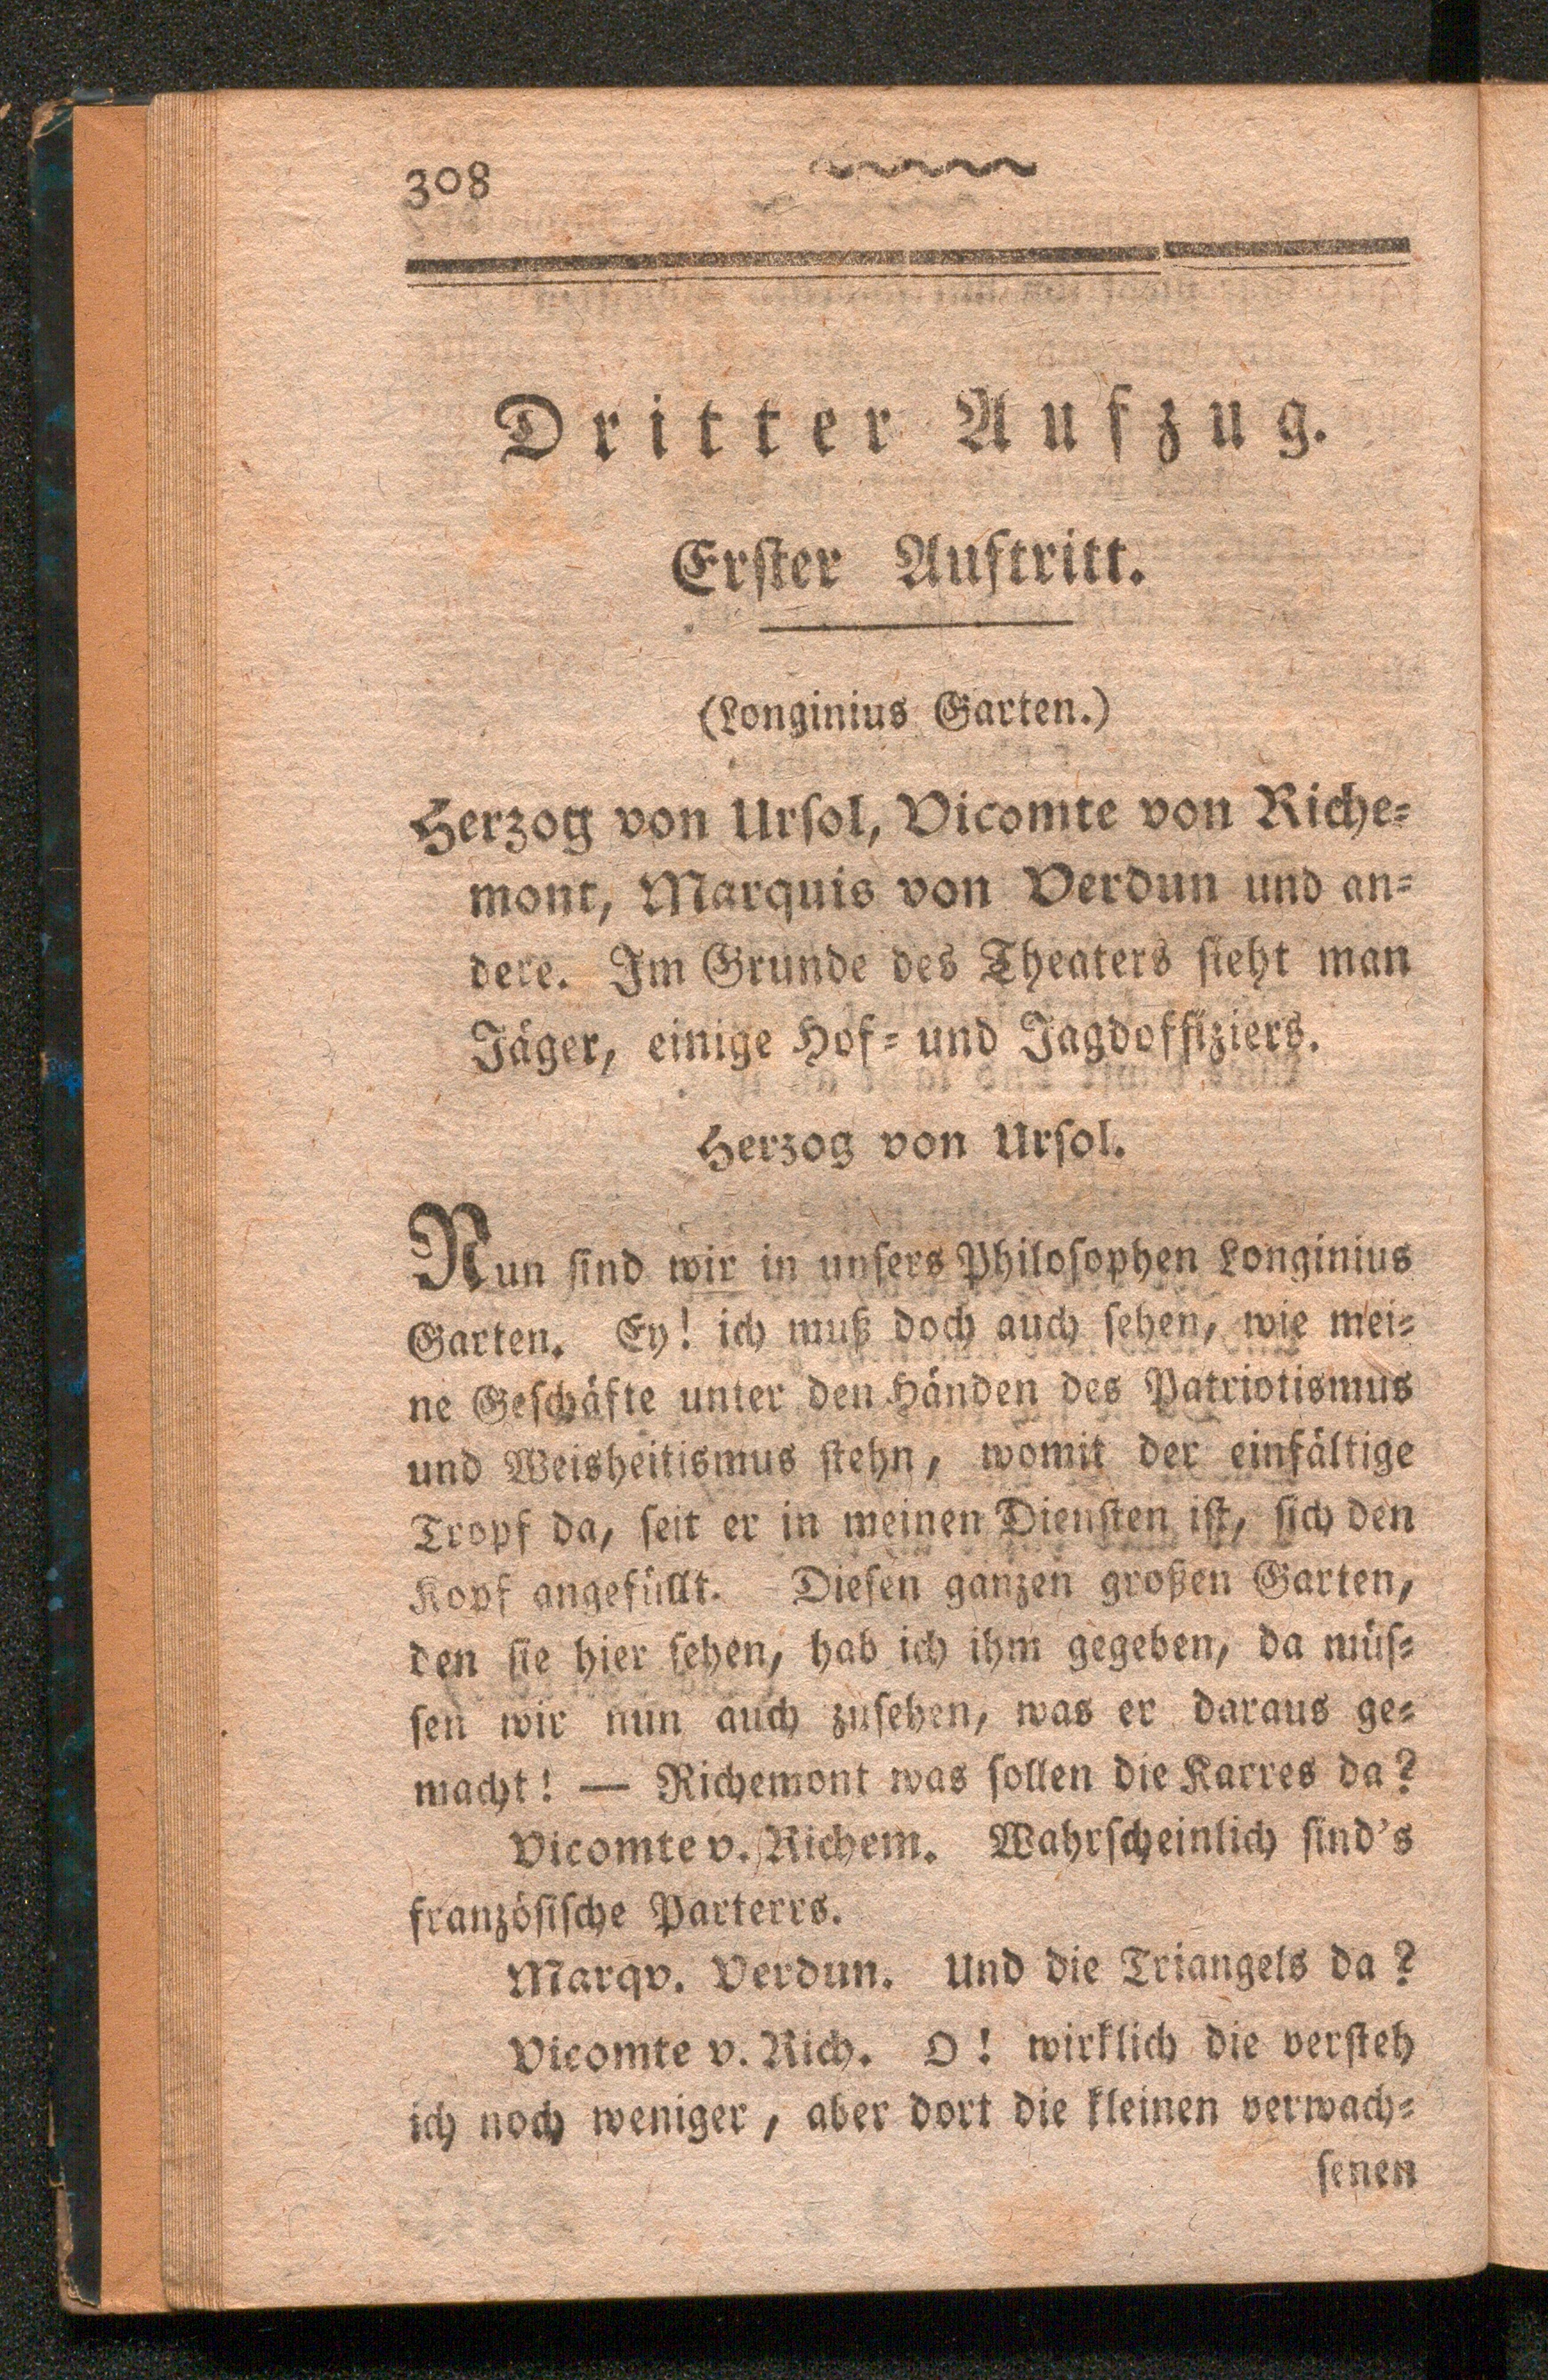 308
Dritter Aufzug.
Erster Auftritt.
(Longinius Garten.)
Herzog von Urſol, Vicomte von Riche⸗
mont, Marquis von Verdun und an⸗
dere. Im Grunde des Theaters ſieht man
Jäger, einige Hof⸗ und Jagdoffiziers.
Herzog von Urſol.
Nun ſind wir in unſers Philoſophen Longinius
Garten. Ey! ich muß doch auch ſehen, wie mei⸗
ne Geſchäfte unter den Händen des Patriotismus
und Weisheitismus ſtehn, womit der einfältige
Tropf da, ſeit er in meinen Dienſten iſt, ſich den
Kopf angefüllt. Dieſen ganzen großen Garten,
den ſie hier ſehen, hab ich ihm gegeben, da müſ⸗
ſen wir nun auch zuſehen, was er daraus ge⸗
macht! — Richemont was ſollen die Karres da?
Vicomte v. Richem. Wahrſcheinlich ſind's
franzöſiſche Parterrs.
Marqv. Verdun. Und die Triangels da?
Vicomte v. Rich. O! wirklich die verſteh
ich noch weniger, aber dort die kleinen verwach⸗
ſenen